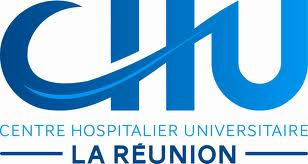 CHU
CENTRE HOSPITALIER UNIVERSITAIRE
LA RÉUNION